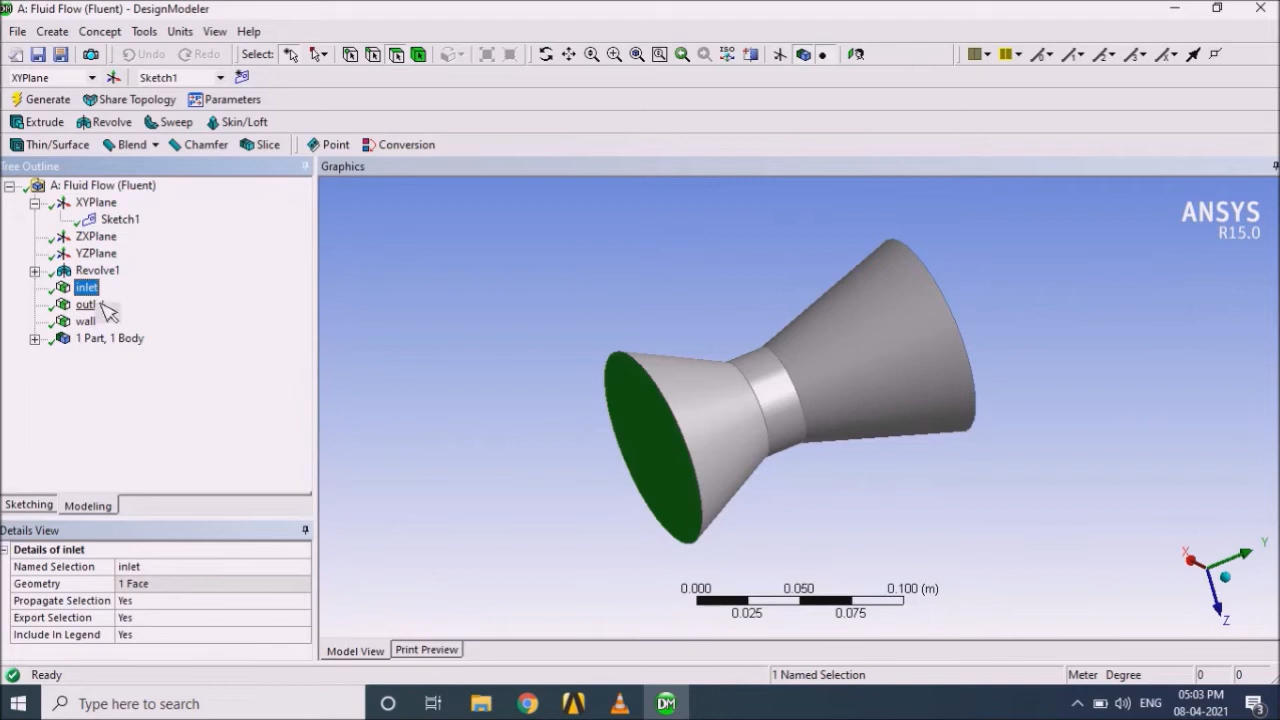 DM A: Fluid Flow (Fluent) - DesignModeler
File Create Concept Tools Units View Help
Undo Redo Select: ISO
XYPlane Sketch1
Generate Share Topology Parameters
Extrude Revolve Sweep Skin/Loft
Thin/Surface Blend Chamfer Slice Point Conversion
Tree Outline
A: Fluid Flow (Fluent)
XYPlane
Sketch1
ZXPlane
YZPlane
Revolve1
inlet
outl
wall
1 Part, 1 Body
Sketching Modeling
Details View
Details of inlet
Named Selection inlet
Geometry 1 Face
Propagate Selection Yes
Export Selection Yes
Include In Legend Yes
Graphics
ANSYS
R15.0
0.000 0.050 0.100 (m)
0.025 0.075
X Y Z
Model View Print Preview
Ready 1 Named Selection Meter Degree 0 0
Type here to search DM ENG 05:03 PM
08-04-2021 3